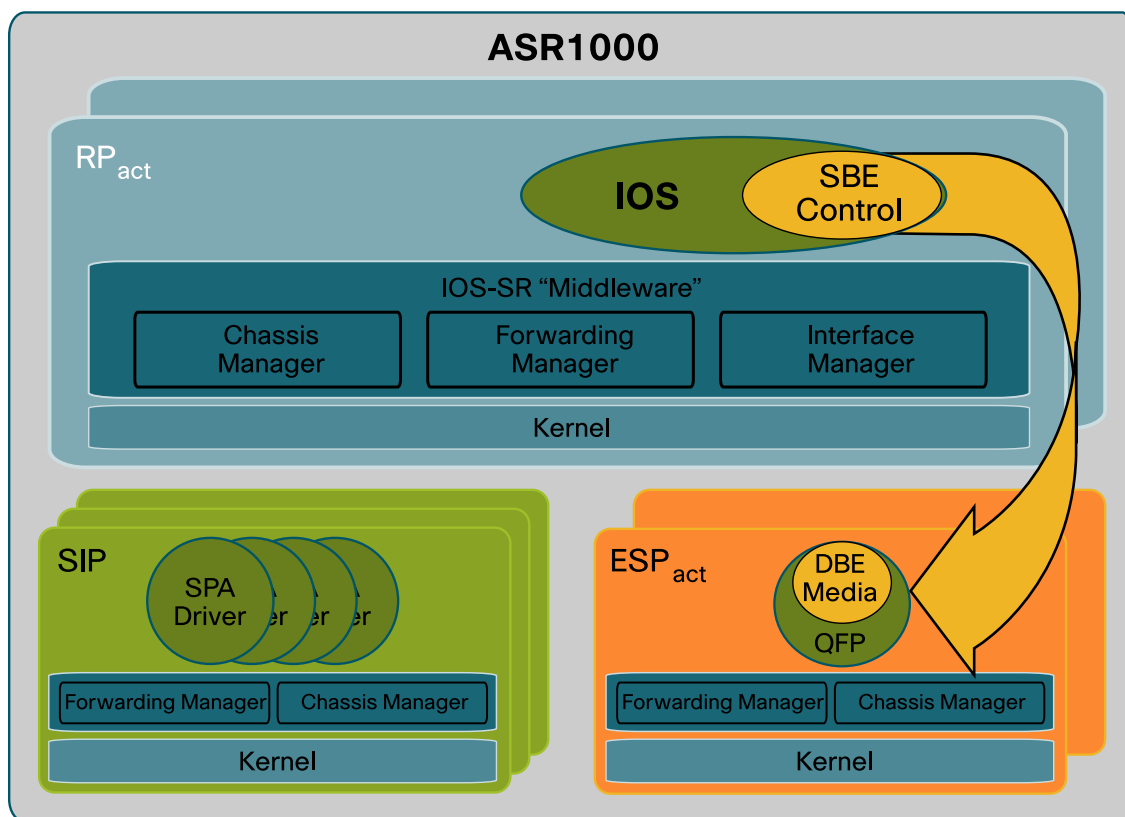 ASR1000
RPact
IOS
SBE
Control
IOS-SR “Middleware”
Chassis
Manager
Forwarding
Manager
Interface
Manager
Kernel
SIP
SPA
Driver
ESPact
DBE
Media
QFP
Forwarding Manager
Chassis Manager
Kernel
Forwarding Manager
Chassis Manager
Kernel